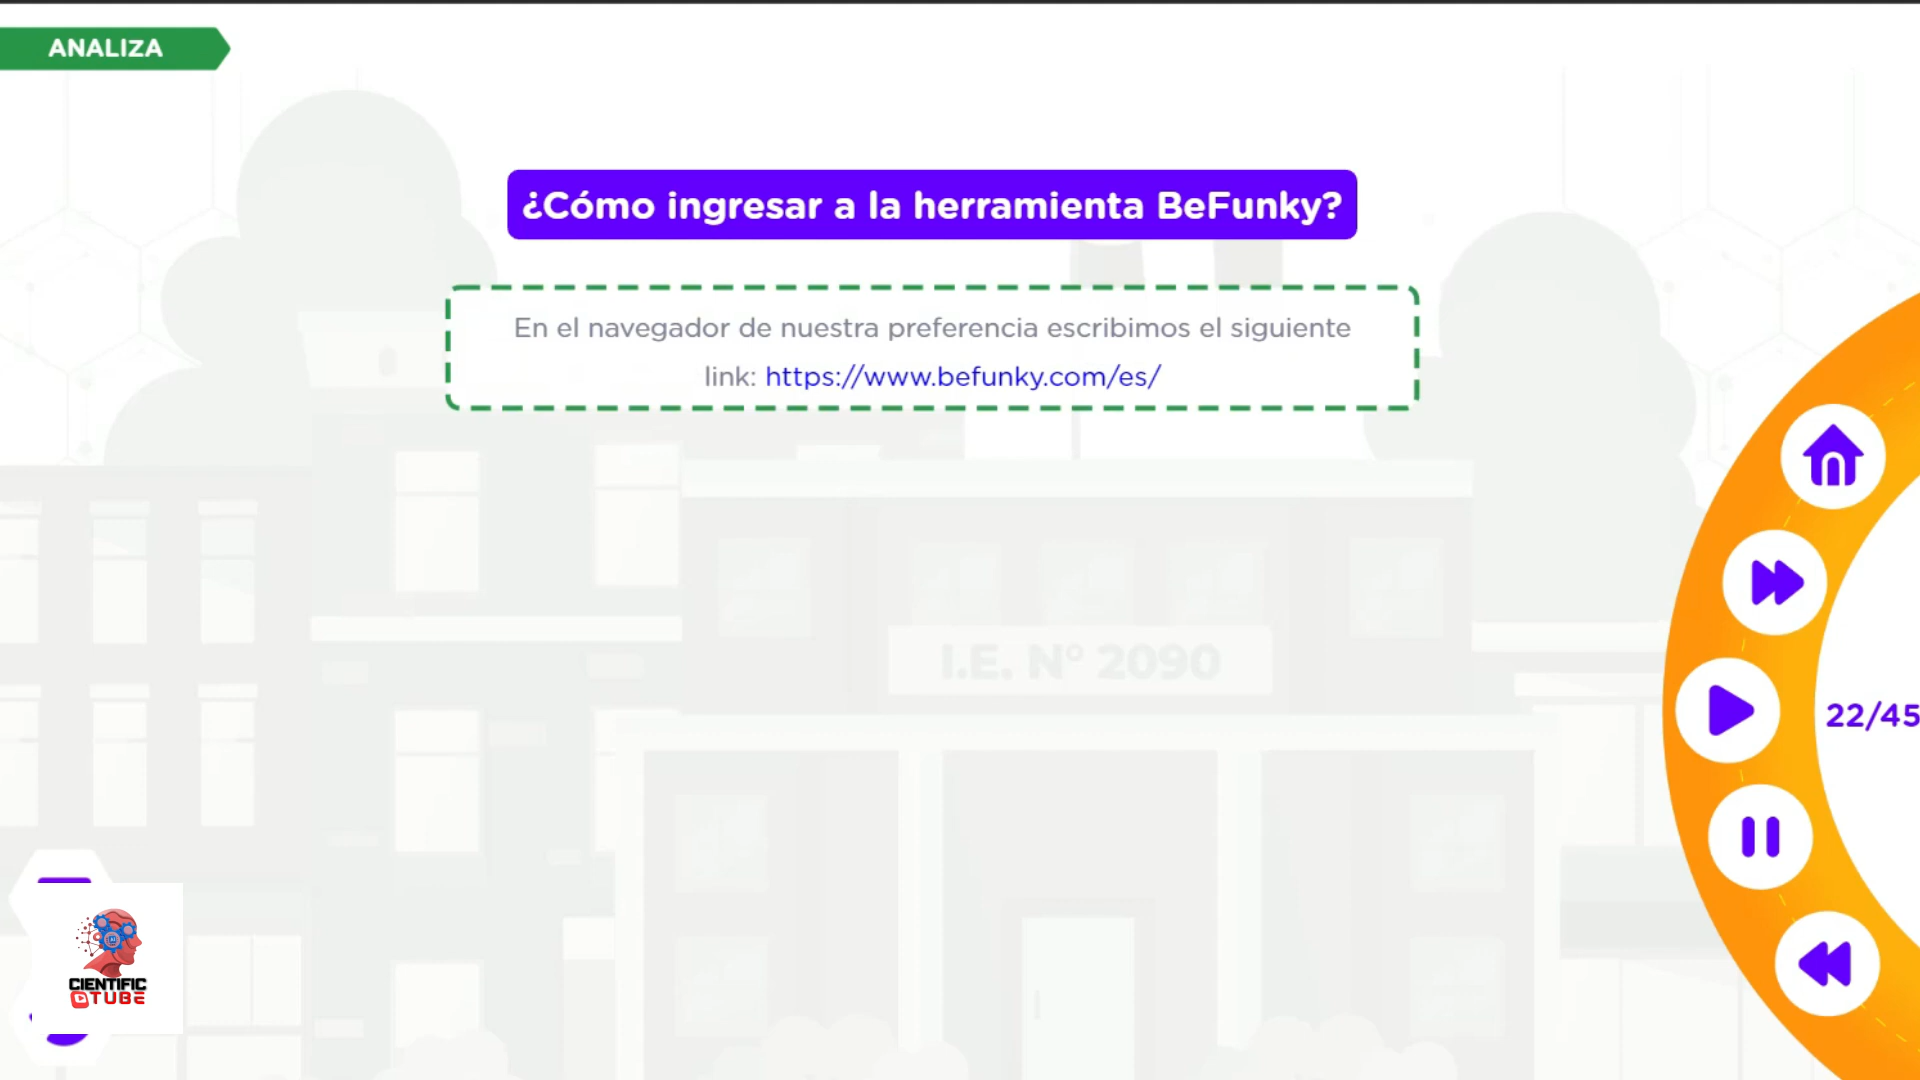 ANALIZA
¿Cómo ingresar a la herramienta BeFunky?
En el navegador de nuestra preferencia escribimos el siguiente
link: https://www.befunky.com/es/
I.E. N° 2090
22/45
CIENTIFIC
TUBE